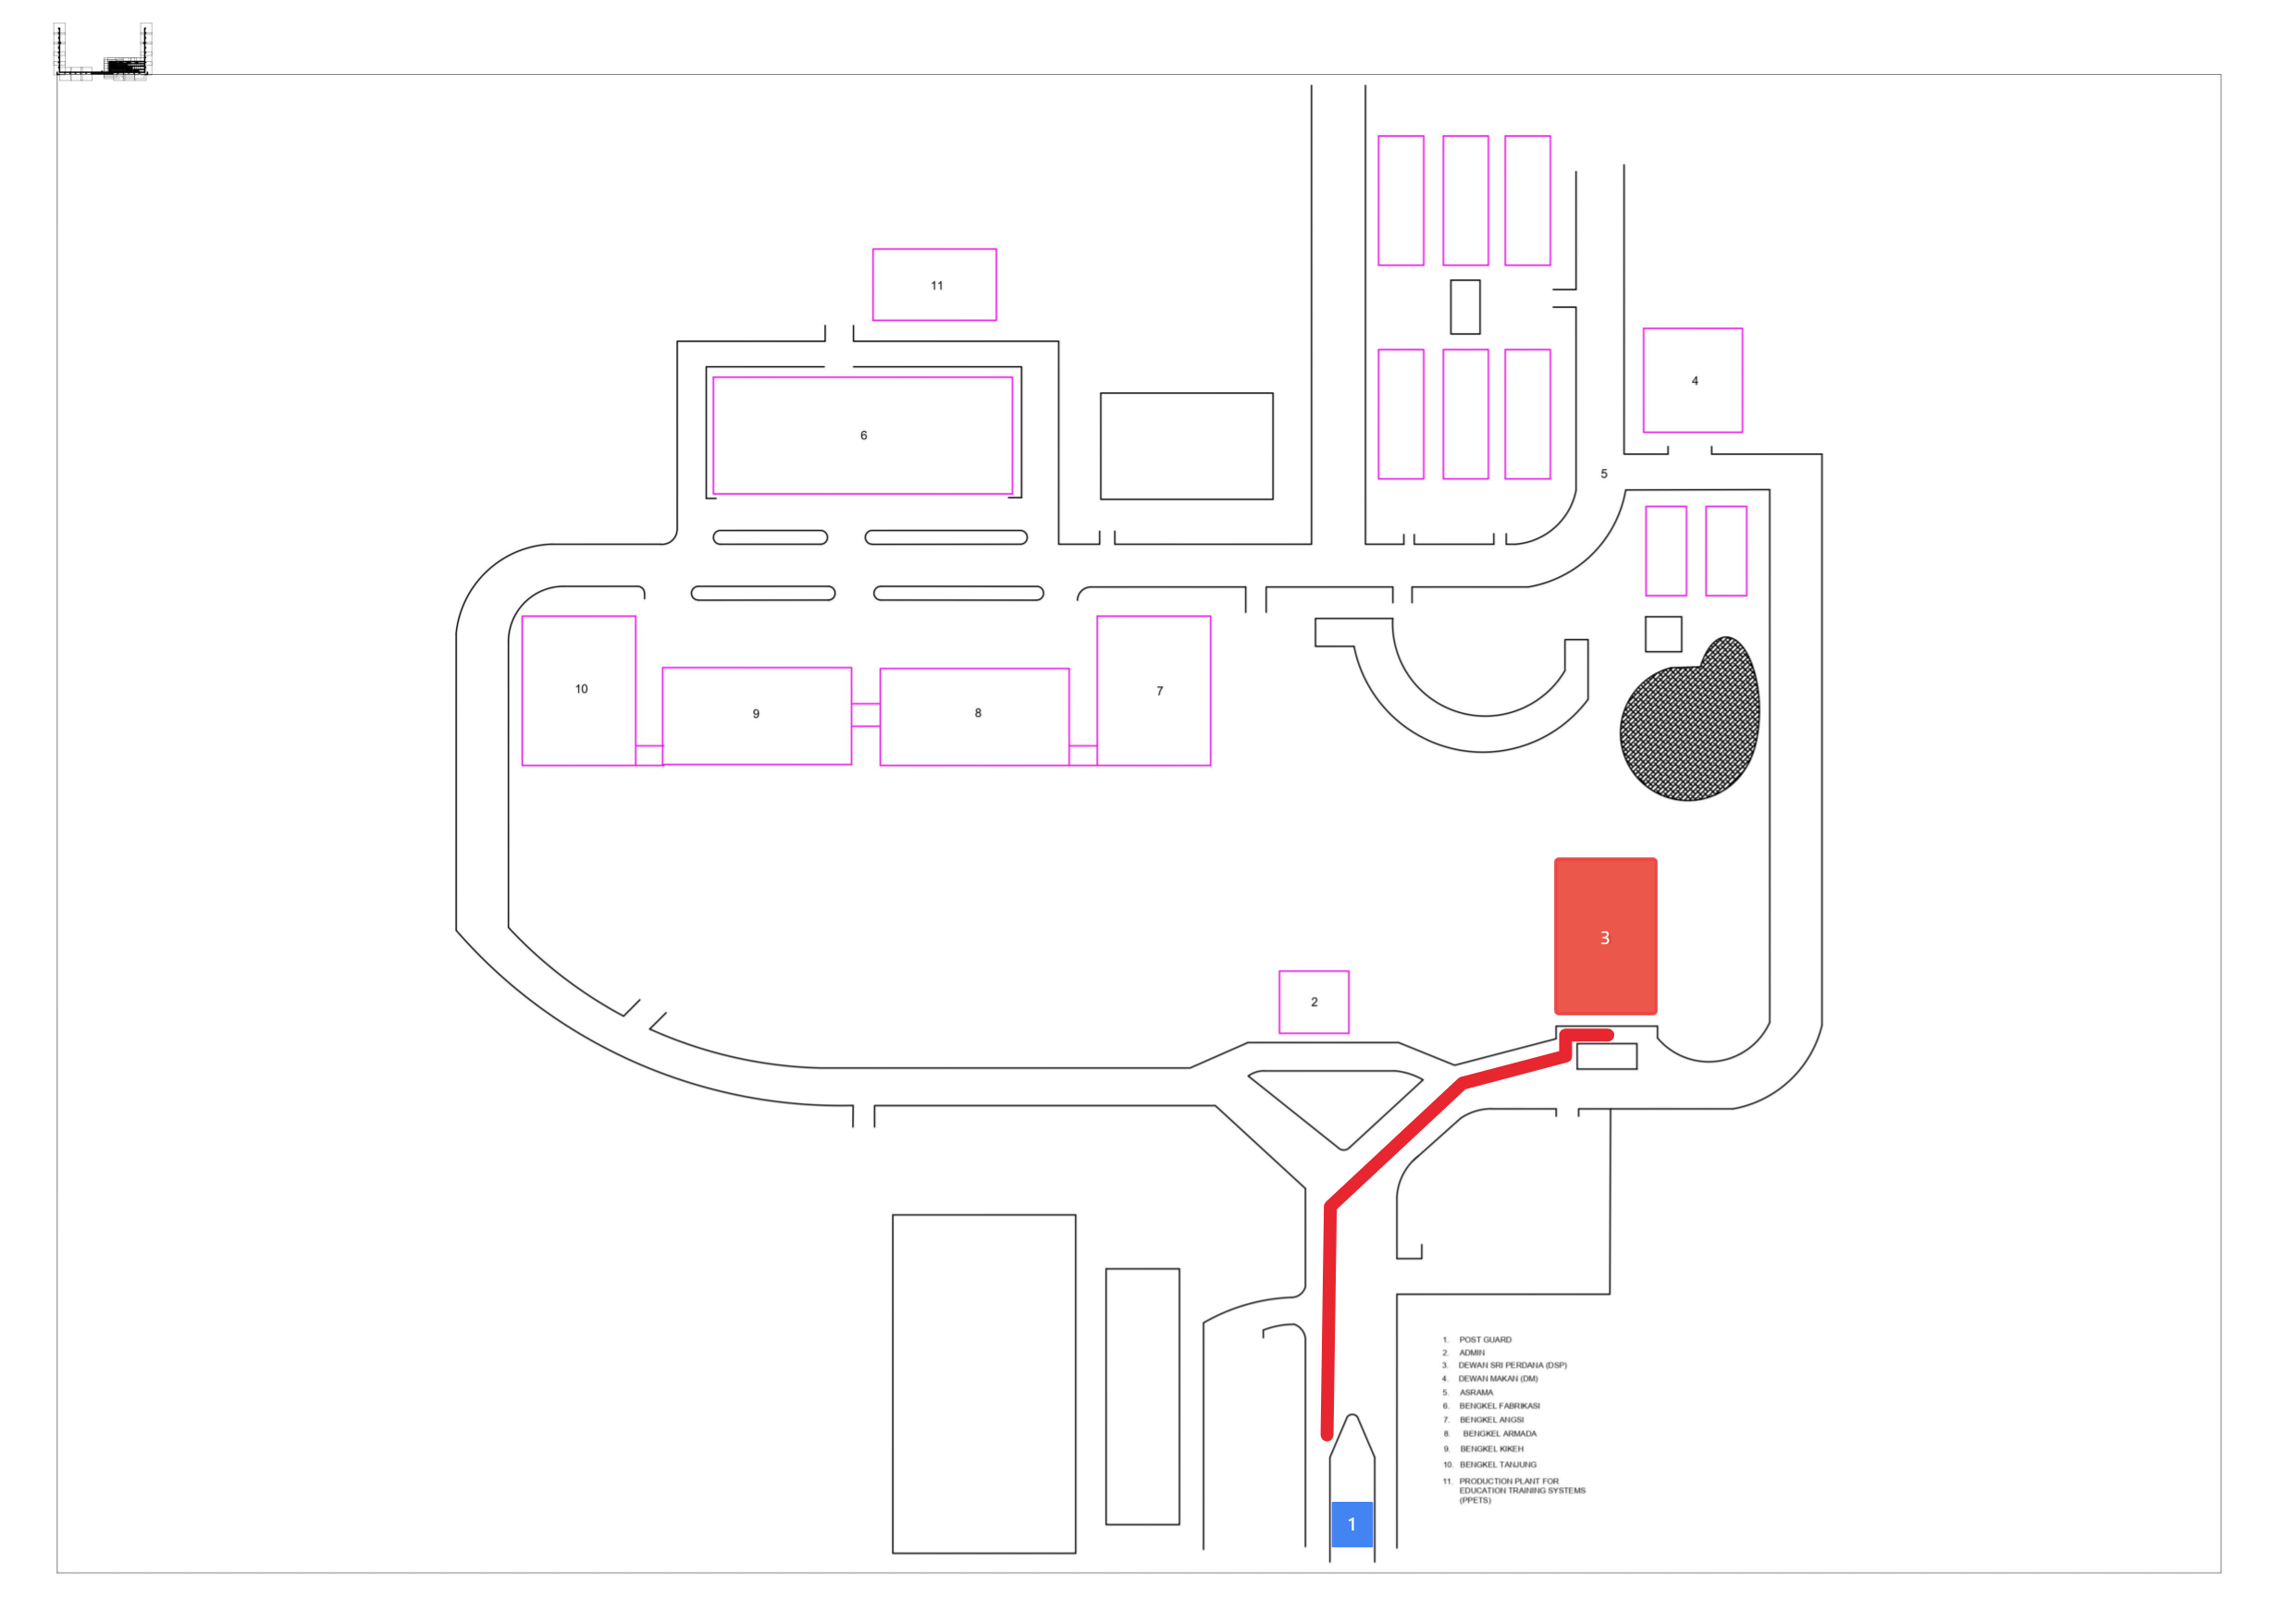 11
4
6
5
10
9
8
7
3
2
1. POST GUARD
2. ADMIN
3. DEWAN SRI PERDANA (DSP)
4. DEWAN MAKAN (DM)
5. ASRAMA
6. BENGKEL FABRIKASI
7. BENGKEL ANGSI
8. BENGKEL ARMADA
9. BENGKEL KIKEH
10. BENGKEL TANJUNG
11. PRODUCTION PLANT FOR
EDUCATION TRAINING SYSTEMS
(PPETS)
1